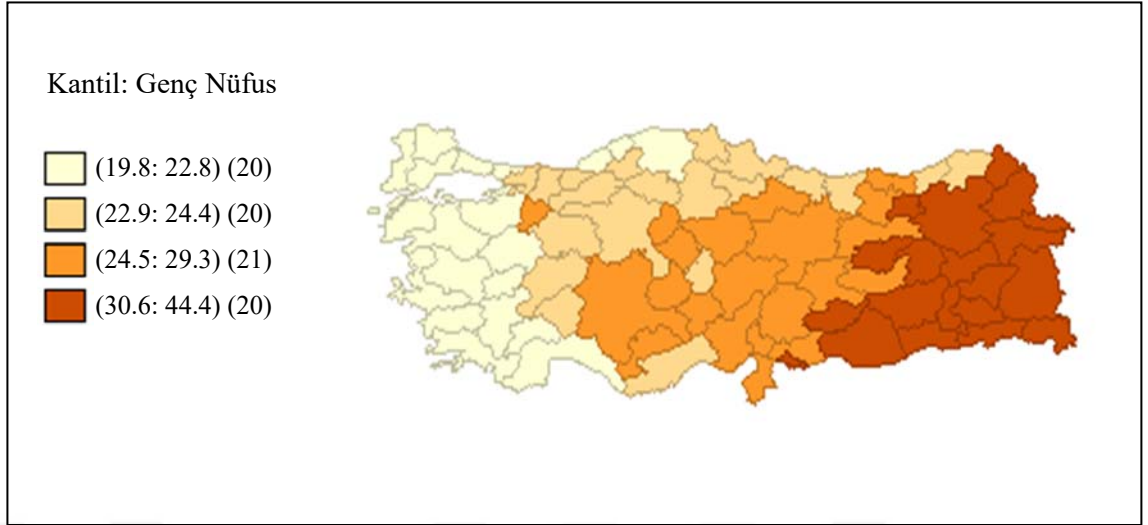 Kantil: Genç Nüfus
(19.8: 22.8) (20)
(22.9: 24.4) (20)
(24.5: 29.3) (21)
(30.6: 44.4) (20)